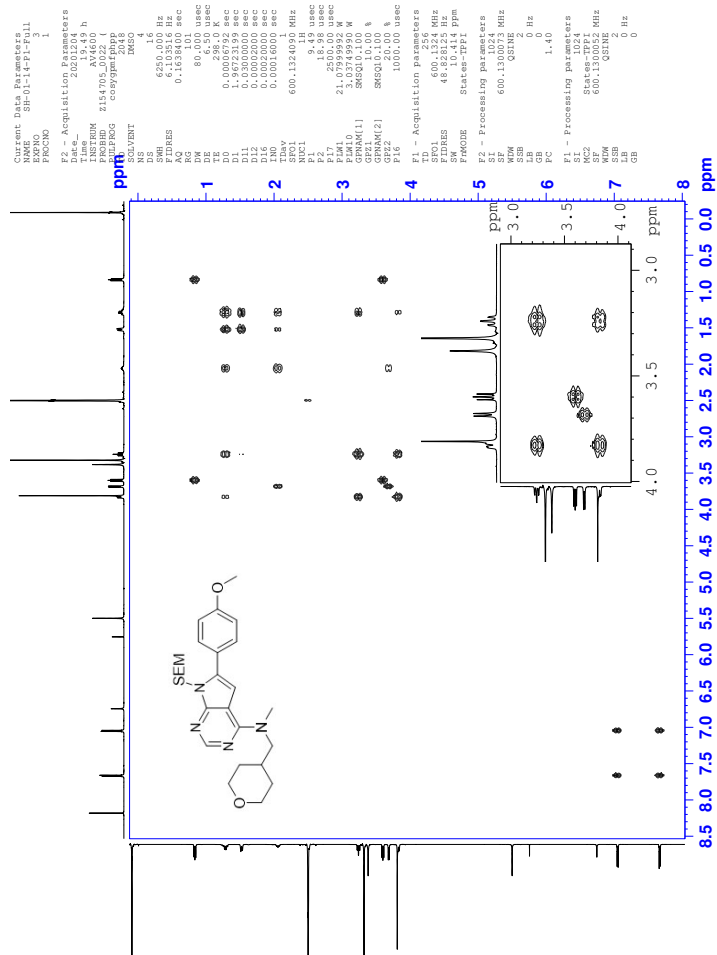 Current Data Parameters
NAME SH-01-14-P1-Full
EXPNO 3
PROCNO 1
F2 - Acquisition Parameters
Date_ 20201204
Time 19.49 h
INSTRUM AV4600
PROBHD Z154705_0022 (
PULPROG cosygpmfphpp
TD 2048
SOLVENT DMSO
NS 4
DS 16
SWH 6250.000 Hz
FIDRES 6.103516 Hz
AQ 0.1638400 sec
RG 101
DW 80.000 usec
DE 6.50 usec
TE 298.0 K
D0 0.00006792 sec
D1 1.96723199 sec
D11 0.03000000 sec
D12 0.00002000 sec
D16 0.00020000 sec
IN0 0.00016000 sec
TDav 1
SFO1 600.1324090 MHz
NUC1 1H
P1 9.49 usec
P2 18.98 usec
P17 2500.00 usec
PLW1 21.07999992 W
PLW10 3.03749990 W
GPNAM[1] SMSQ10.100
GPZ1 10.00 %
GPNAM[2] SMSQ10.100
GPZ2 20.00 %
P16 1000.00 usec
F1 - Acquisition parameters
TD 256
SFO1 600.1324 MHz
FIDRES 48.828125 Hz
SW 10.414 ppm
FnMODE States-TPPI
F2 - Processing parameters
SI 1024
SF 600.1300073 MHz
WDW QSINE
SSB 2
LB 0 Hz
GB 0
PC 1.40
F1 - Processing parameters
SI 1024
MC2 States-TPPI
SF 600.1300052 MHz
WDW QSINE
SSB 2
LB 0 Hz
GB 0
ppm
1
2
3
4
5
6
7
8
0.0
0.5
1.0
1.5
2.0
2.5
3.0
3.5
4.0
4.5
5.0
5.5
6.0
6.5
7.0
7.5
8.0
8.5
ppm
ppm
3.0
3.5
4.0
ppm
3.0
3.5
4.0
SEM
N
N
N
N
O
O